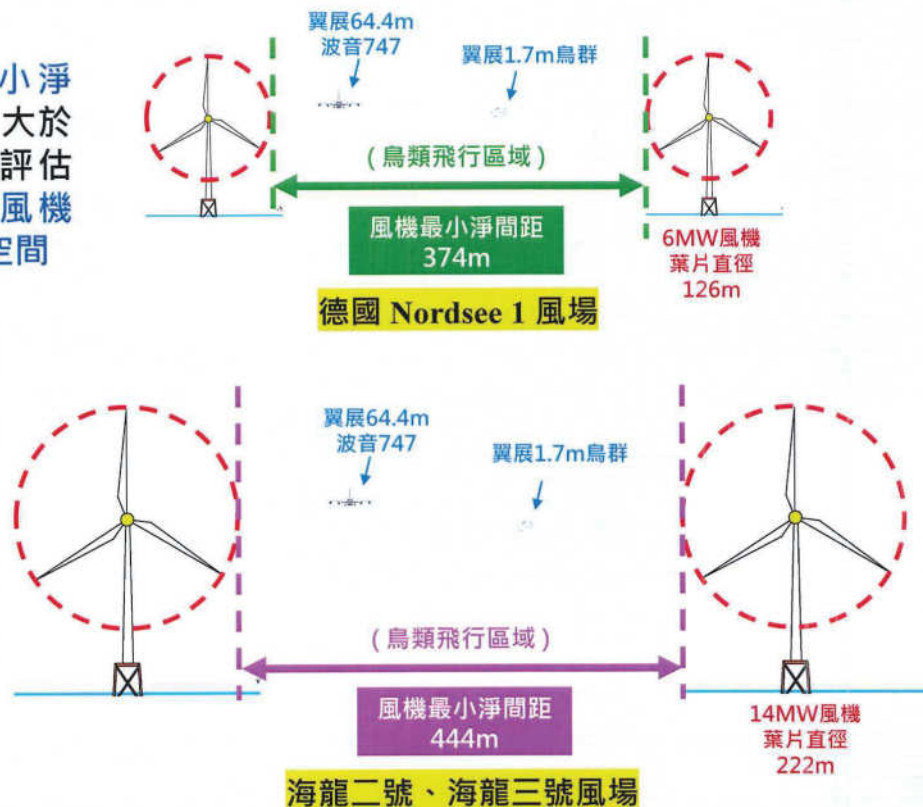 小淨
大於
評估
風機
空間
翼展64.4m
波音747
翼展1.7m鳥群
(鳥類飛行區域)
風機最小淨間距
374m
6MW風機
葉片直徑
126m
德國 Nordsee 1 風場
翼展64.4m
波音747
翼展1.7m鳥群
(鳥類飛行區域)
風機最小淨間距
444m
14MW風機
葉片直徑
222m
海龍二號、海龍三號風場